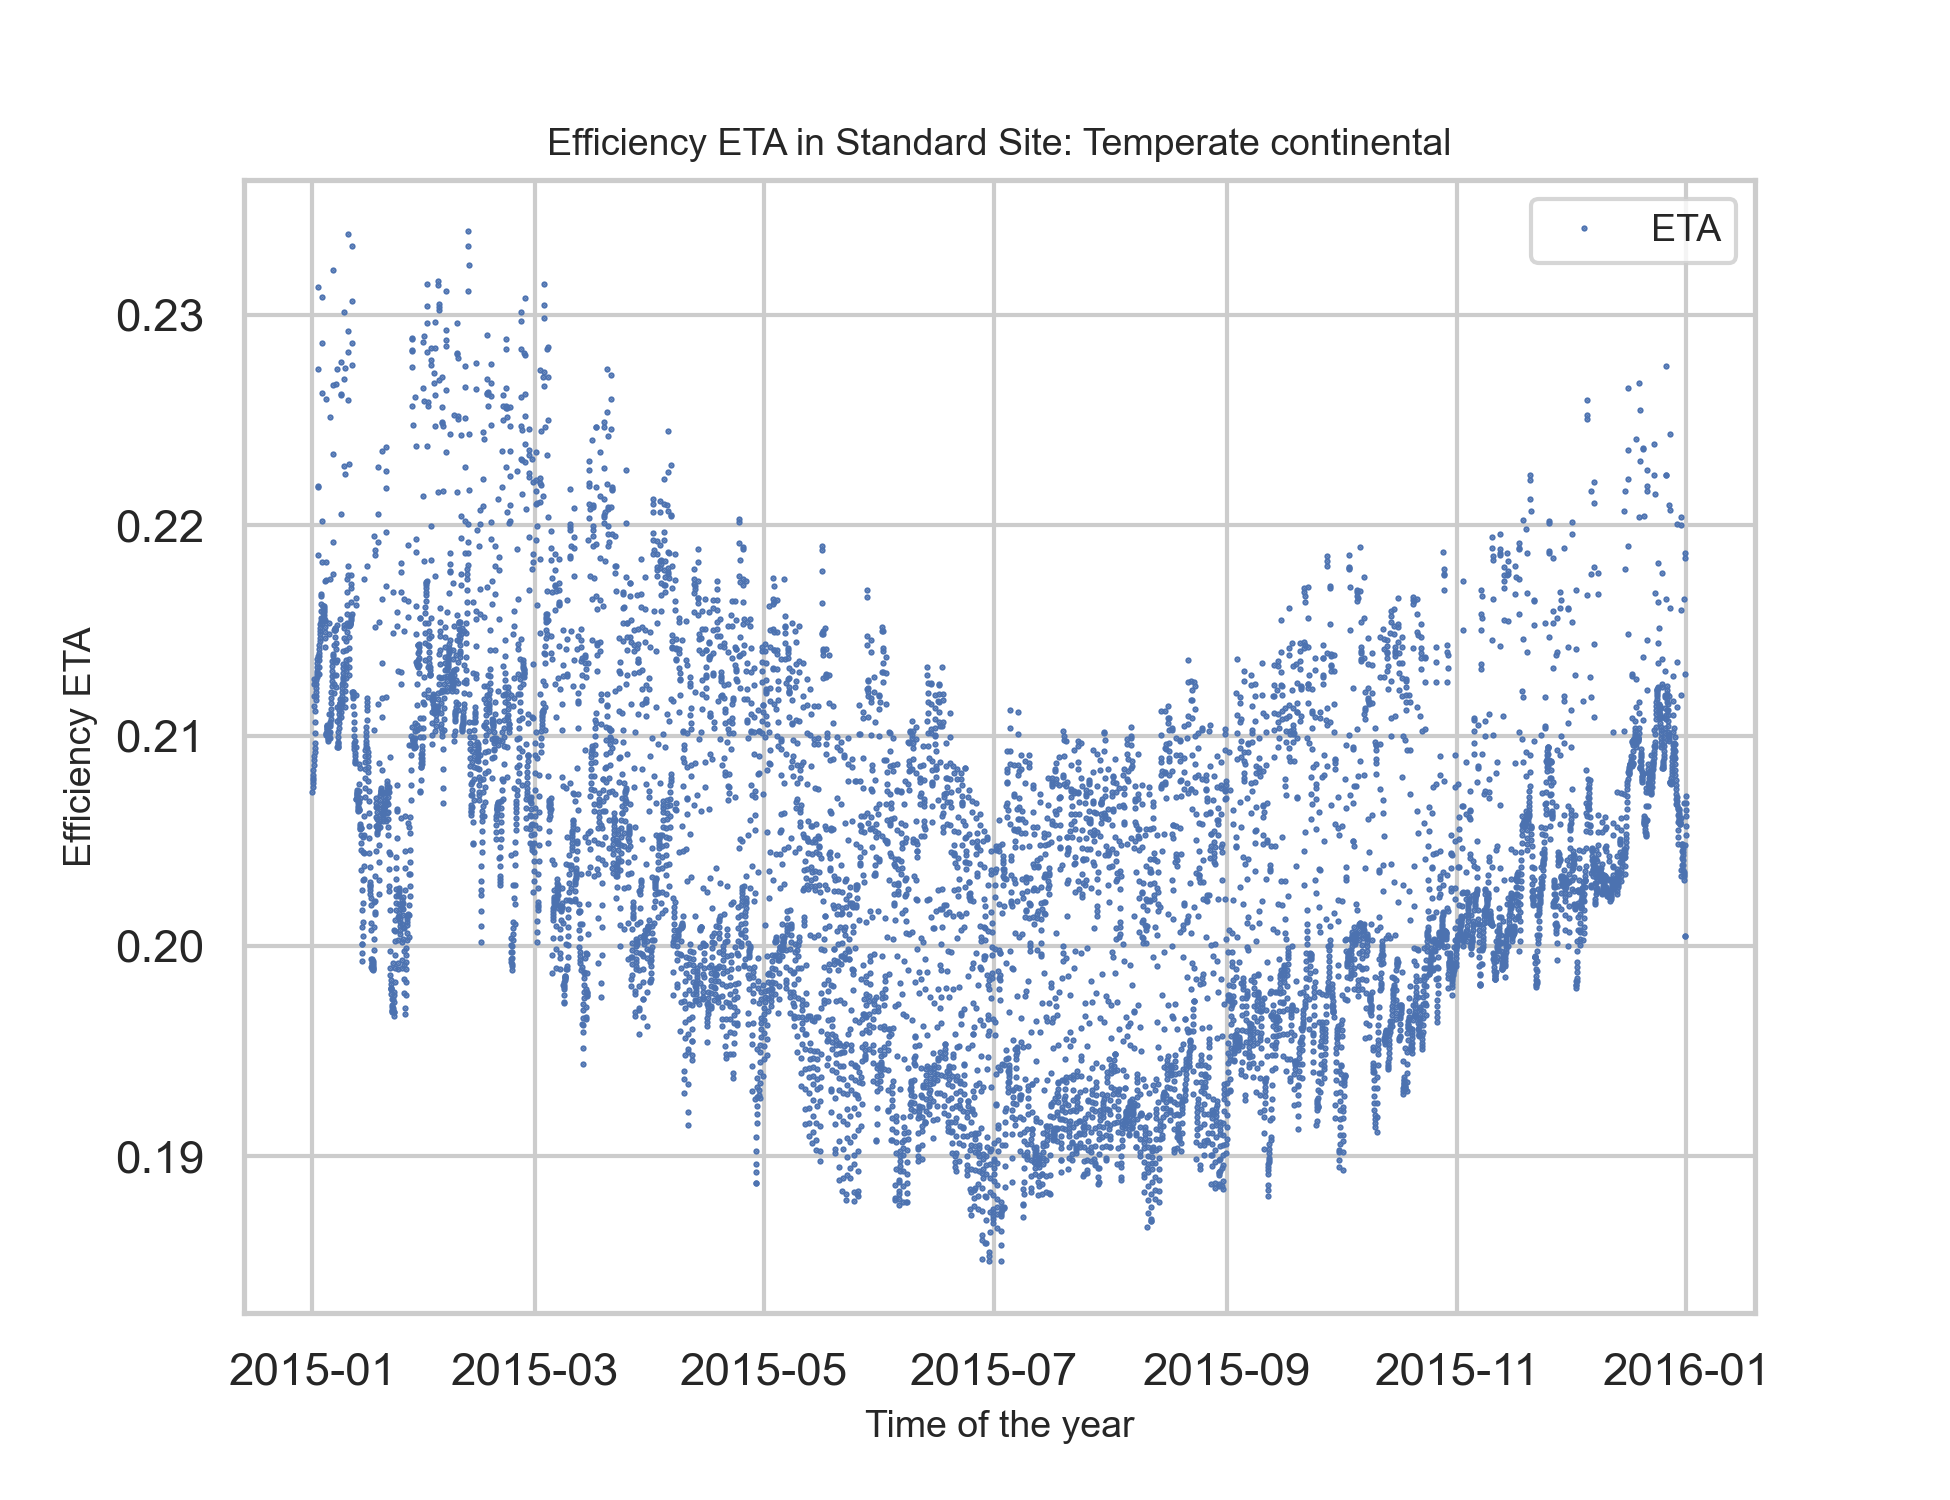 Efficiency ETA in Standard Site: Temperate continental
ETA
0.23
0.22
0.21
0.20
0.19
Efficiency ETA
2015-01 2015-03 2015-05 2015-07 2015-09 2015-11 2016-01
Time of the year